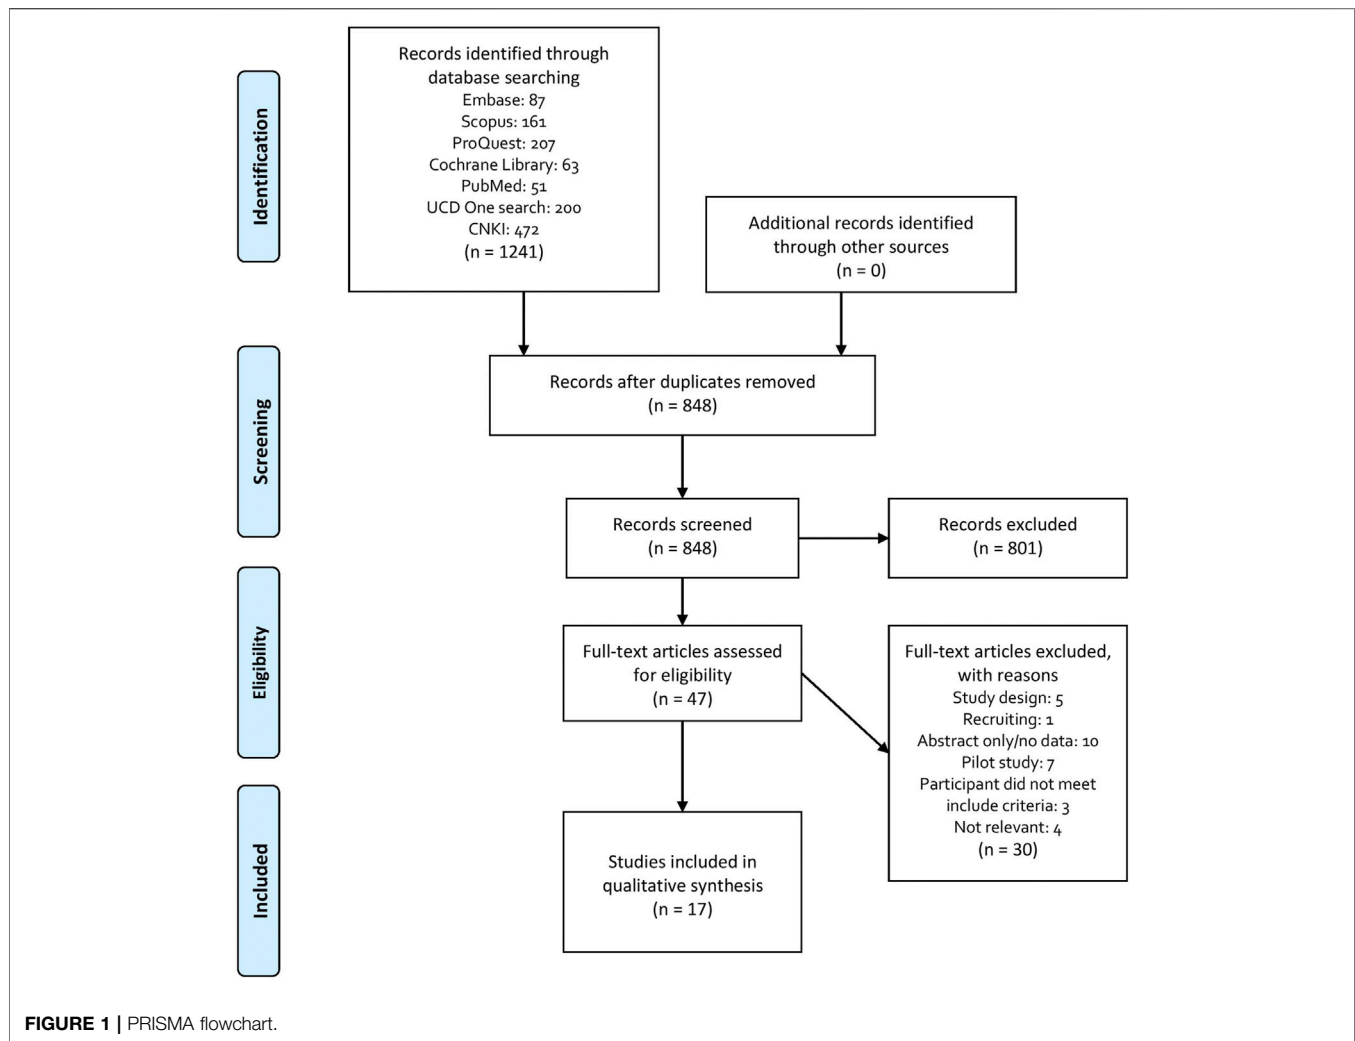 Identification
Records identified through
database searching
Embase: 87
Scopus: 161
ProQuest: 207
Cochrane Library: 63
PubMed: 51
UCD One search: 200
CNKI: 472
(n = 1241)
Additional records identified
through other sources
(n = 0)
Screening
Records after duplicates removed
(n = 848)
Records screened
(n = 848)
Records excluded
(n = 801)
Eligibility
Full-text articles assessed
for eligibility
(n = 47)
Full-text articles excluded,
with reasons
Study design: 5
Recruiting: 1
Abstract only/no data: 10
Pilot study: 7
Participant did not meet
include criteria: 3
Not relevant: 4
(n = 30)
Included
Studies included in
qualitative synthesis
(n = 17)
FIGURE 1 | PRISMA flowchart.